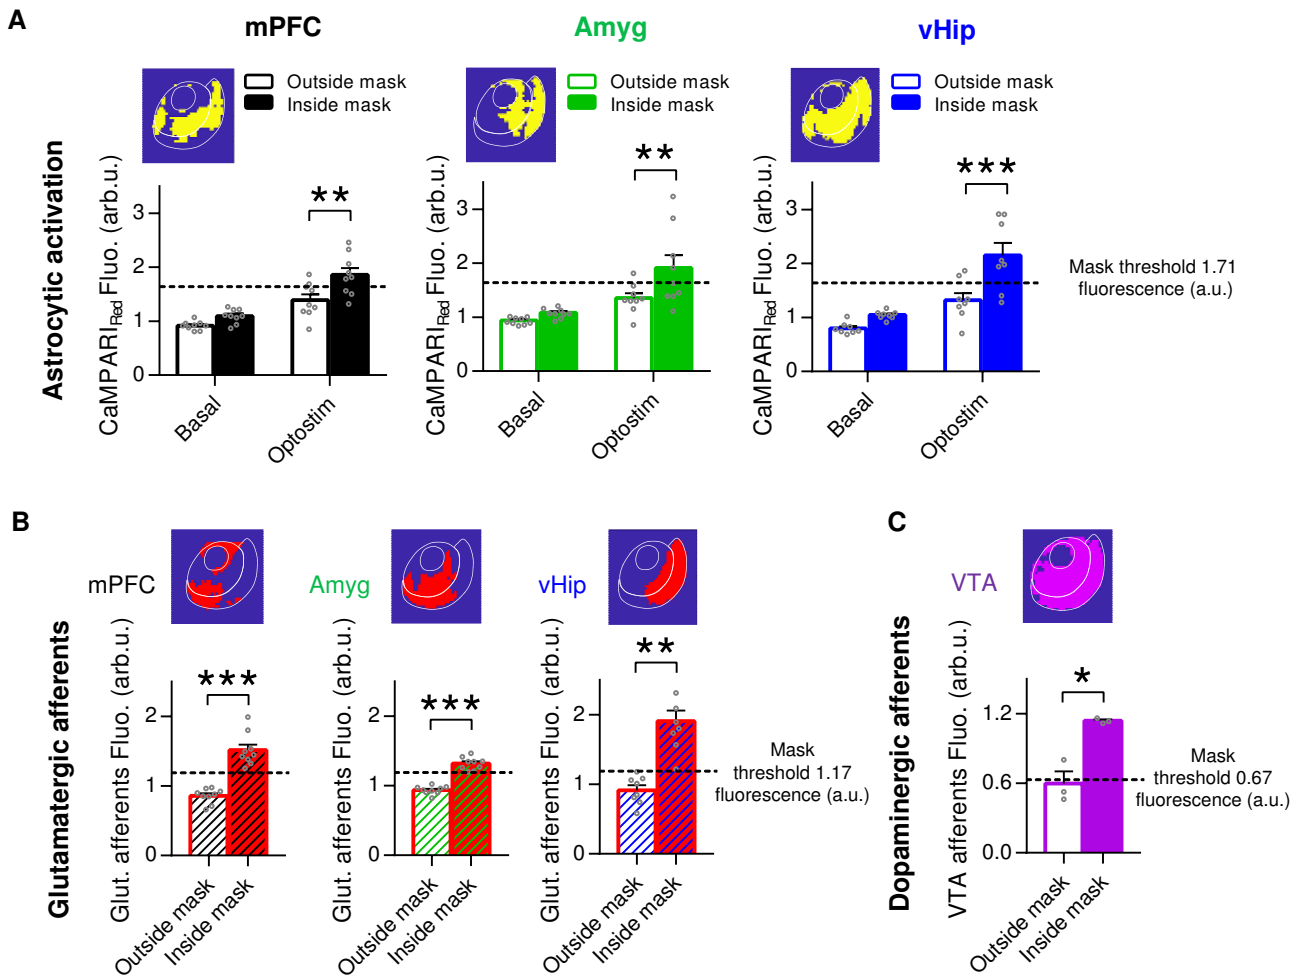 A
mPFC
Amyg
vHip
Outside mask
Inside mask
Outside mask
Inside mask
Outside mask
Inside mask
Astrocytic activation
CaMPARIRed Fluo. (arb.u.)
3
2
1
0
**
Basal
Optostim
CaMPARIRed Fluo. (arb.u.)
3
2
1
0
**
Basal
Optostim
CaMPARIRed Fluo. (arb.u.)
3
2
1
0
***
Basal
Optostim
Mask threshold 1.71
fluorescence (a.u.)
B
Glutamatergic afferents
mPFC
Glut. afferents Fluo. (arb.u.)
2
1
0
***
Outside mask
Inside mask
Amyg
Glut. afferents Fluo. (arb.u.)
2
1
0
***
Outside mask
Inside mask
vHip
Glut. afferents Fluo. (arb.u.)
2
1
0
**
Outside mask
Inside mask
Mask
threshold 1.17
fluorescence (a.u.)
C
Dopaminergic afferents
VTA
VTA afferents Fluo. (arb.u.)
1.2
0.6
0.0
*
Outside mask
Inside mask
Mask
threshold 0.67
fluorescence (a.u.)